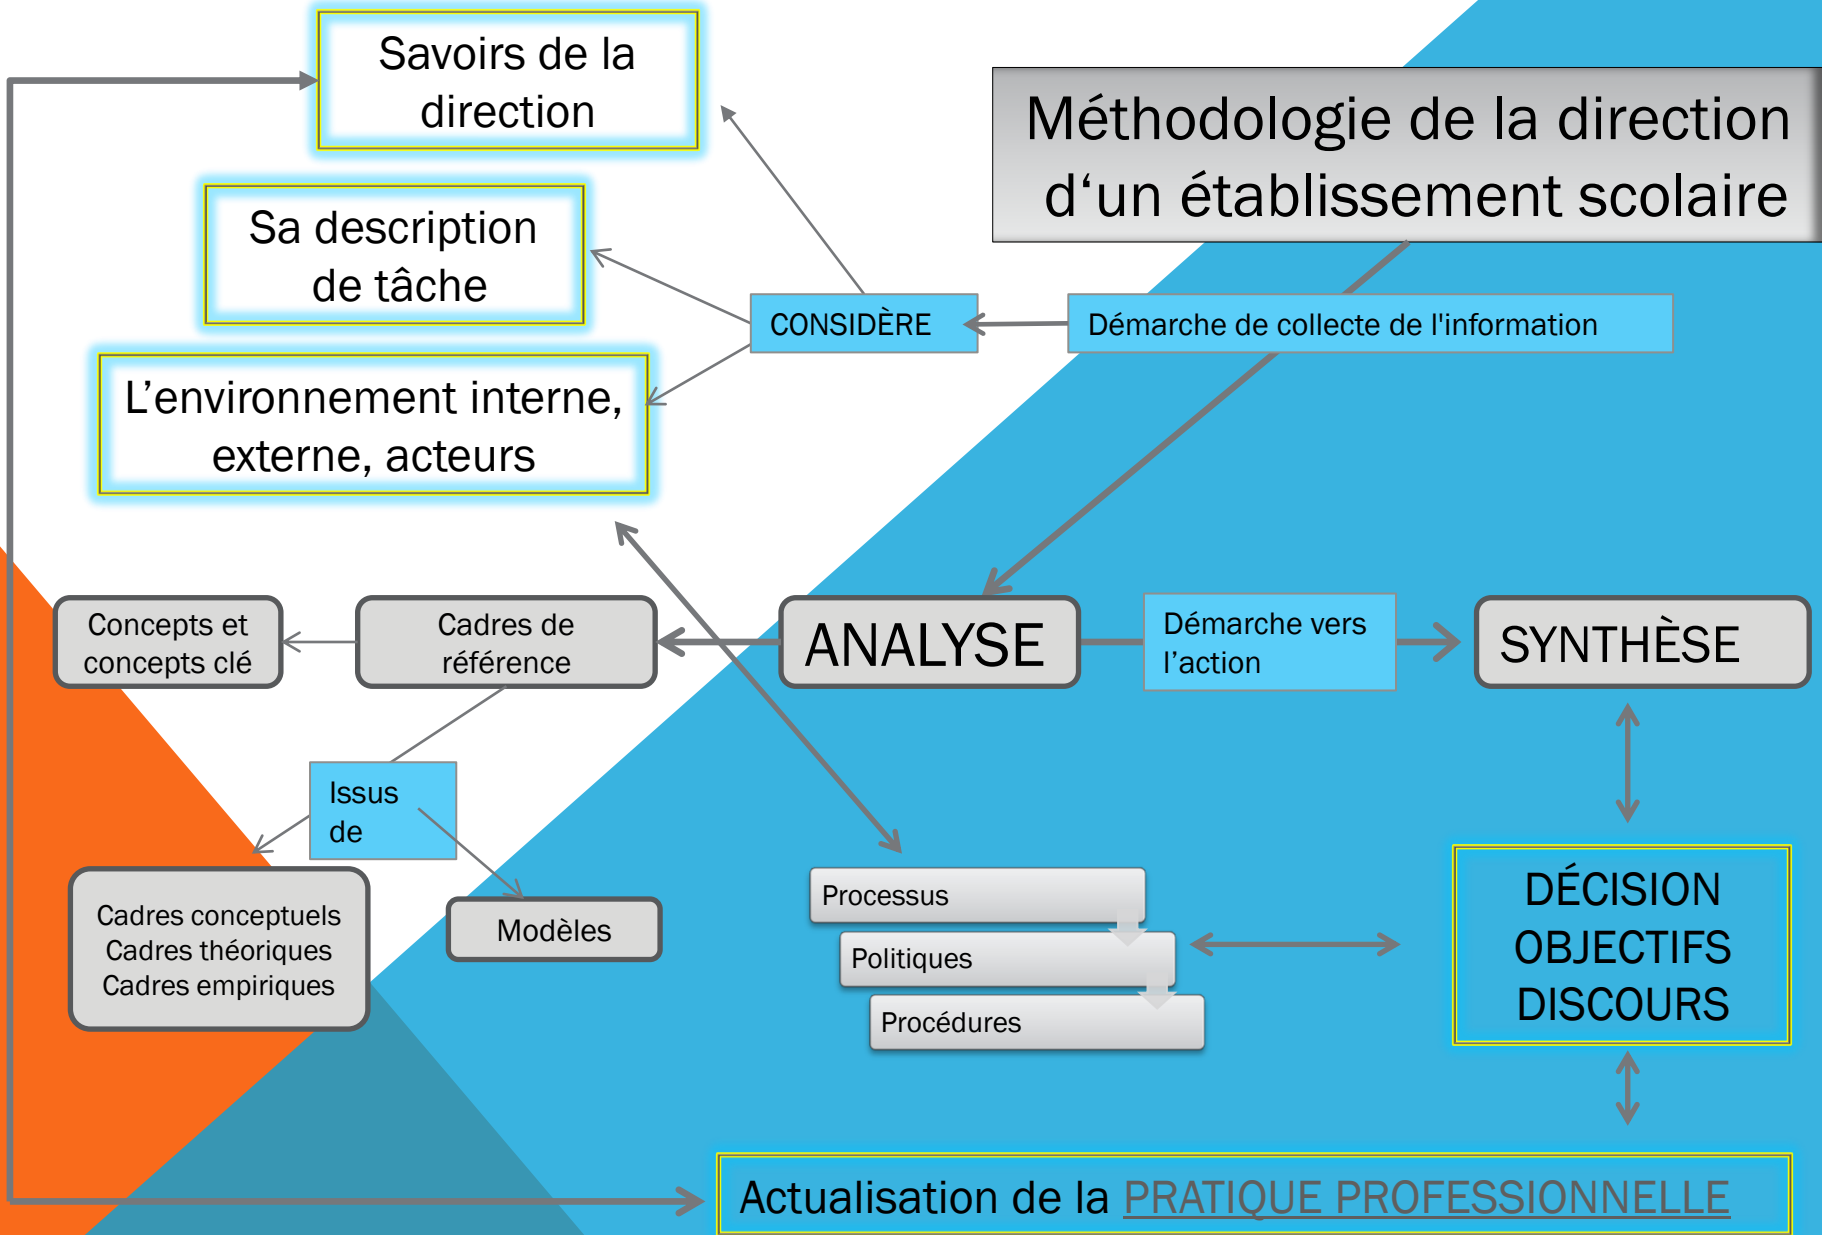 Savoirs de la
direction
Méthodologie de la direction
d‘un établissement scolaire
Sa description
de tâche
CONSIDÈRE
Démarche de collecte de l'information
L’environnement interne,
externe, acteurs
Concepts et
concepts clé
Cadres de
référence
ANALYSE
Démarche vers
l’action
SYNTHÈSE
Issus
de
Cadres conceptuels
Cadres théoriques
Cadres empiriques
Modèles
Processus
Politiques
Procédures
DÉCISION
OBJECTIFS
DISCOURS
Actualisation de la PRATIQUE PROFESSIONNELLE